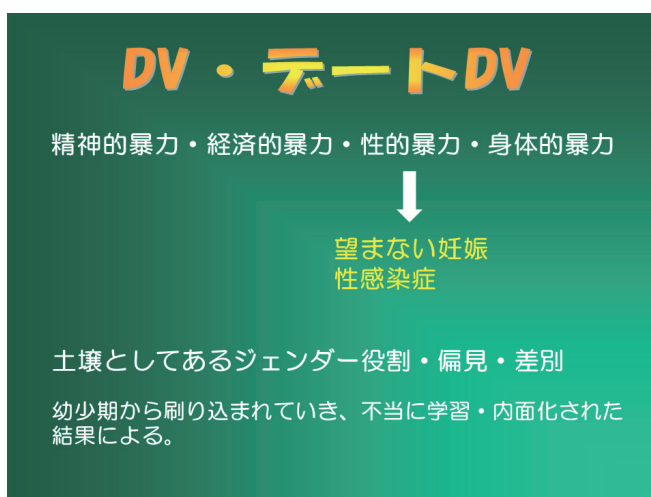 DV・デートDV
精神的暴力・経済的暴力・性的暴力・身体的暴力
望まない妊娠
性感染症
土壌としてあるジェンダー役割・偏見・差別
幼少期から刷り込まれていき、不当に学習・内面化された
結果による。